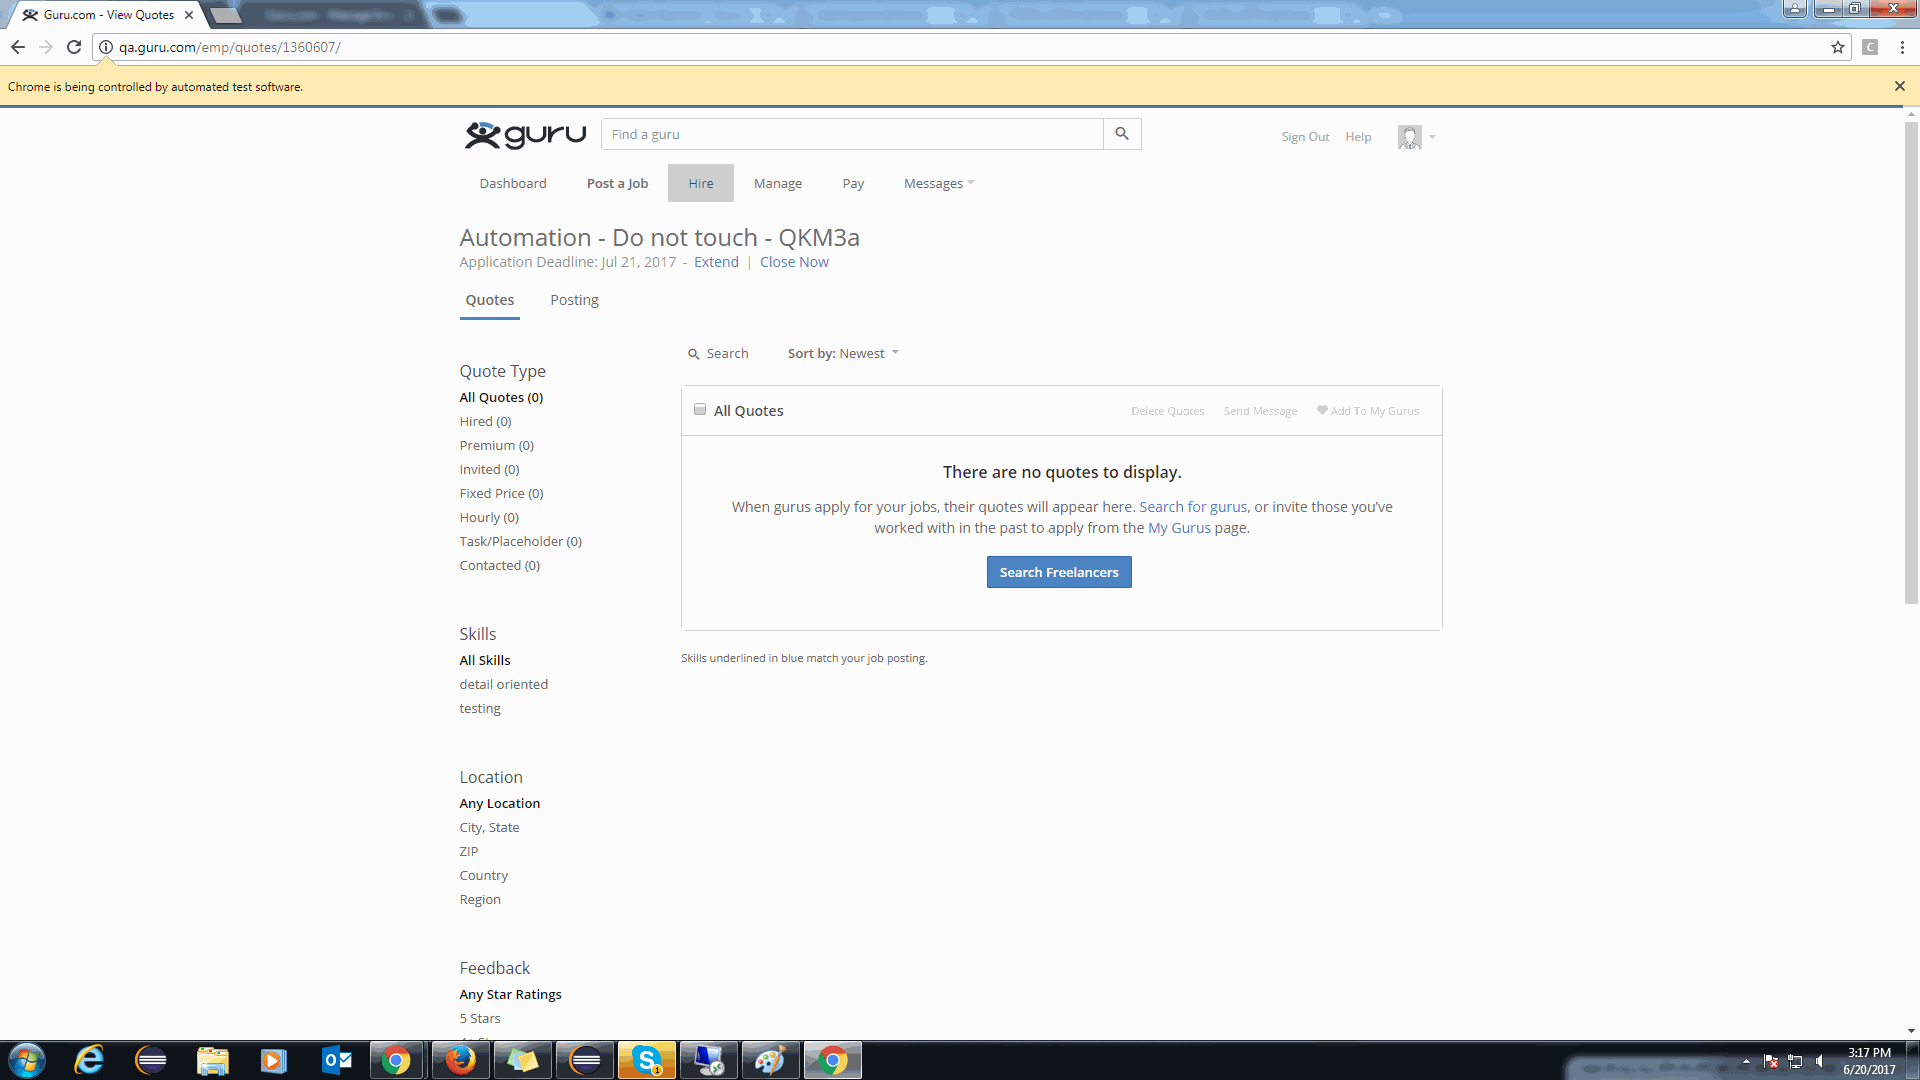 Guru.com - View Quotes
qa.guru.com/emp/quotes/1360607/
C
Chrome is being controlled by automated test software.
guru
Find a guru
Sign Out Help
Dashboard Post a Job Hire Manage Pay Messages
Automation - Do not touch - QKM3a
Application Deadline: Jul 21, 2017 - Extend | Close Now
Quotes Posting
Search Sort by: Newest
Quote Type
All Quotes (0)
Hired (0)
Premium (0)
Invited (0)
Fixed Price (0)
Hourly (0)
Task/Placeholder (0)
Contacted (0)
All Quotes Delete Quotes Send Message Add To My Gurus
There are no quotes to display.
When gurus apply for your jobs, their quotes will appear here. Search for gurus, or invite those you've
worked with in the past to apply from the My Gurus page.
Search Freelancers
Skills underlined in blue match your job posting.
Skills
All Skills
detail oriented
testing
Location
Any Location
City, State
ZIP
Country
Region
Feedback
Any Star Ratings
5 Stars
3:17 PM
6/20/2017